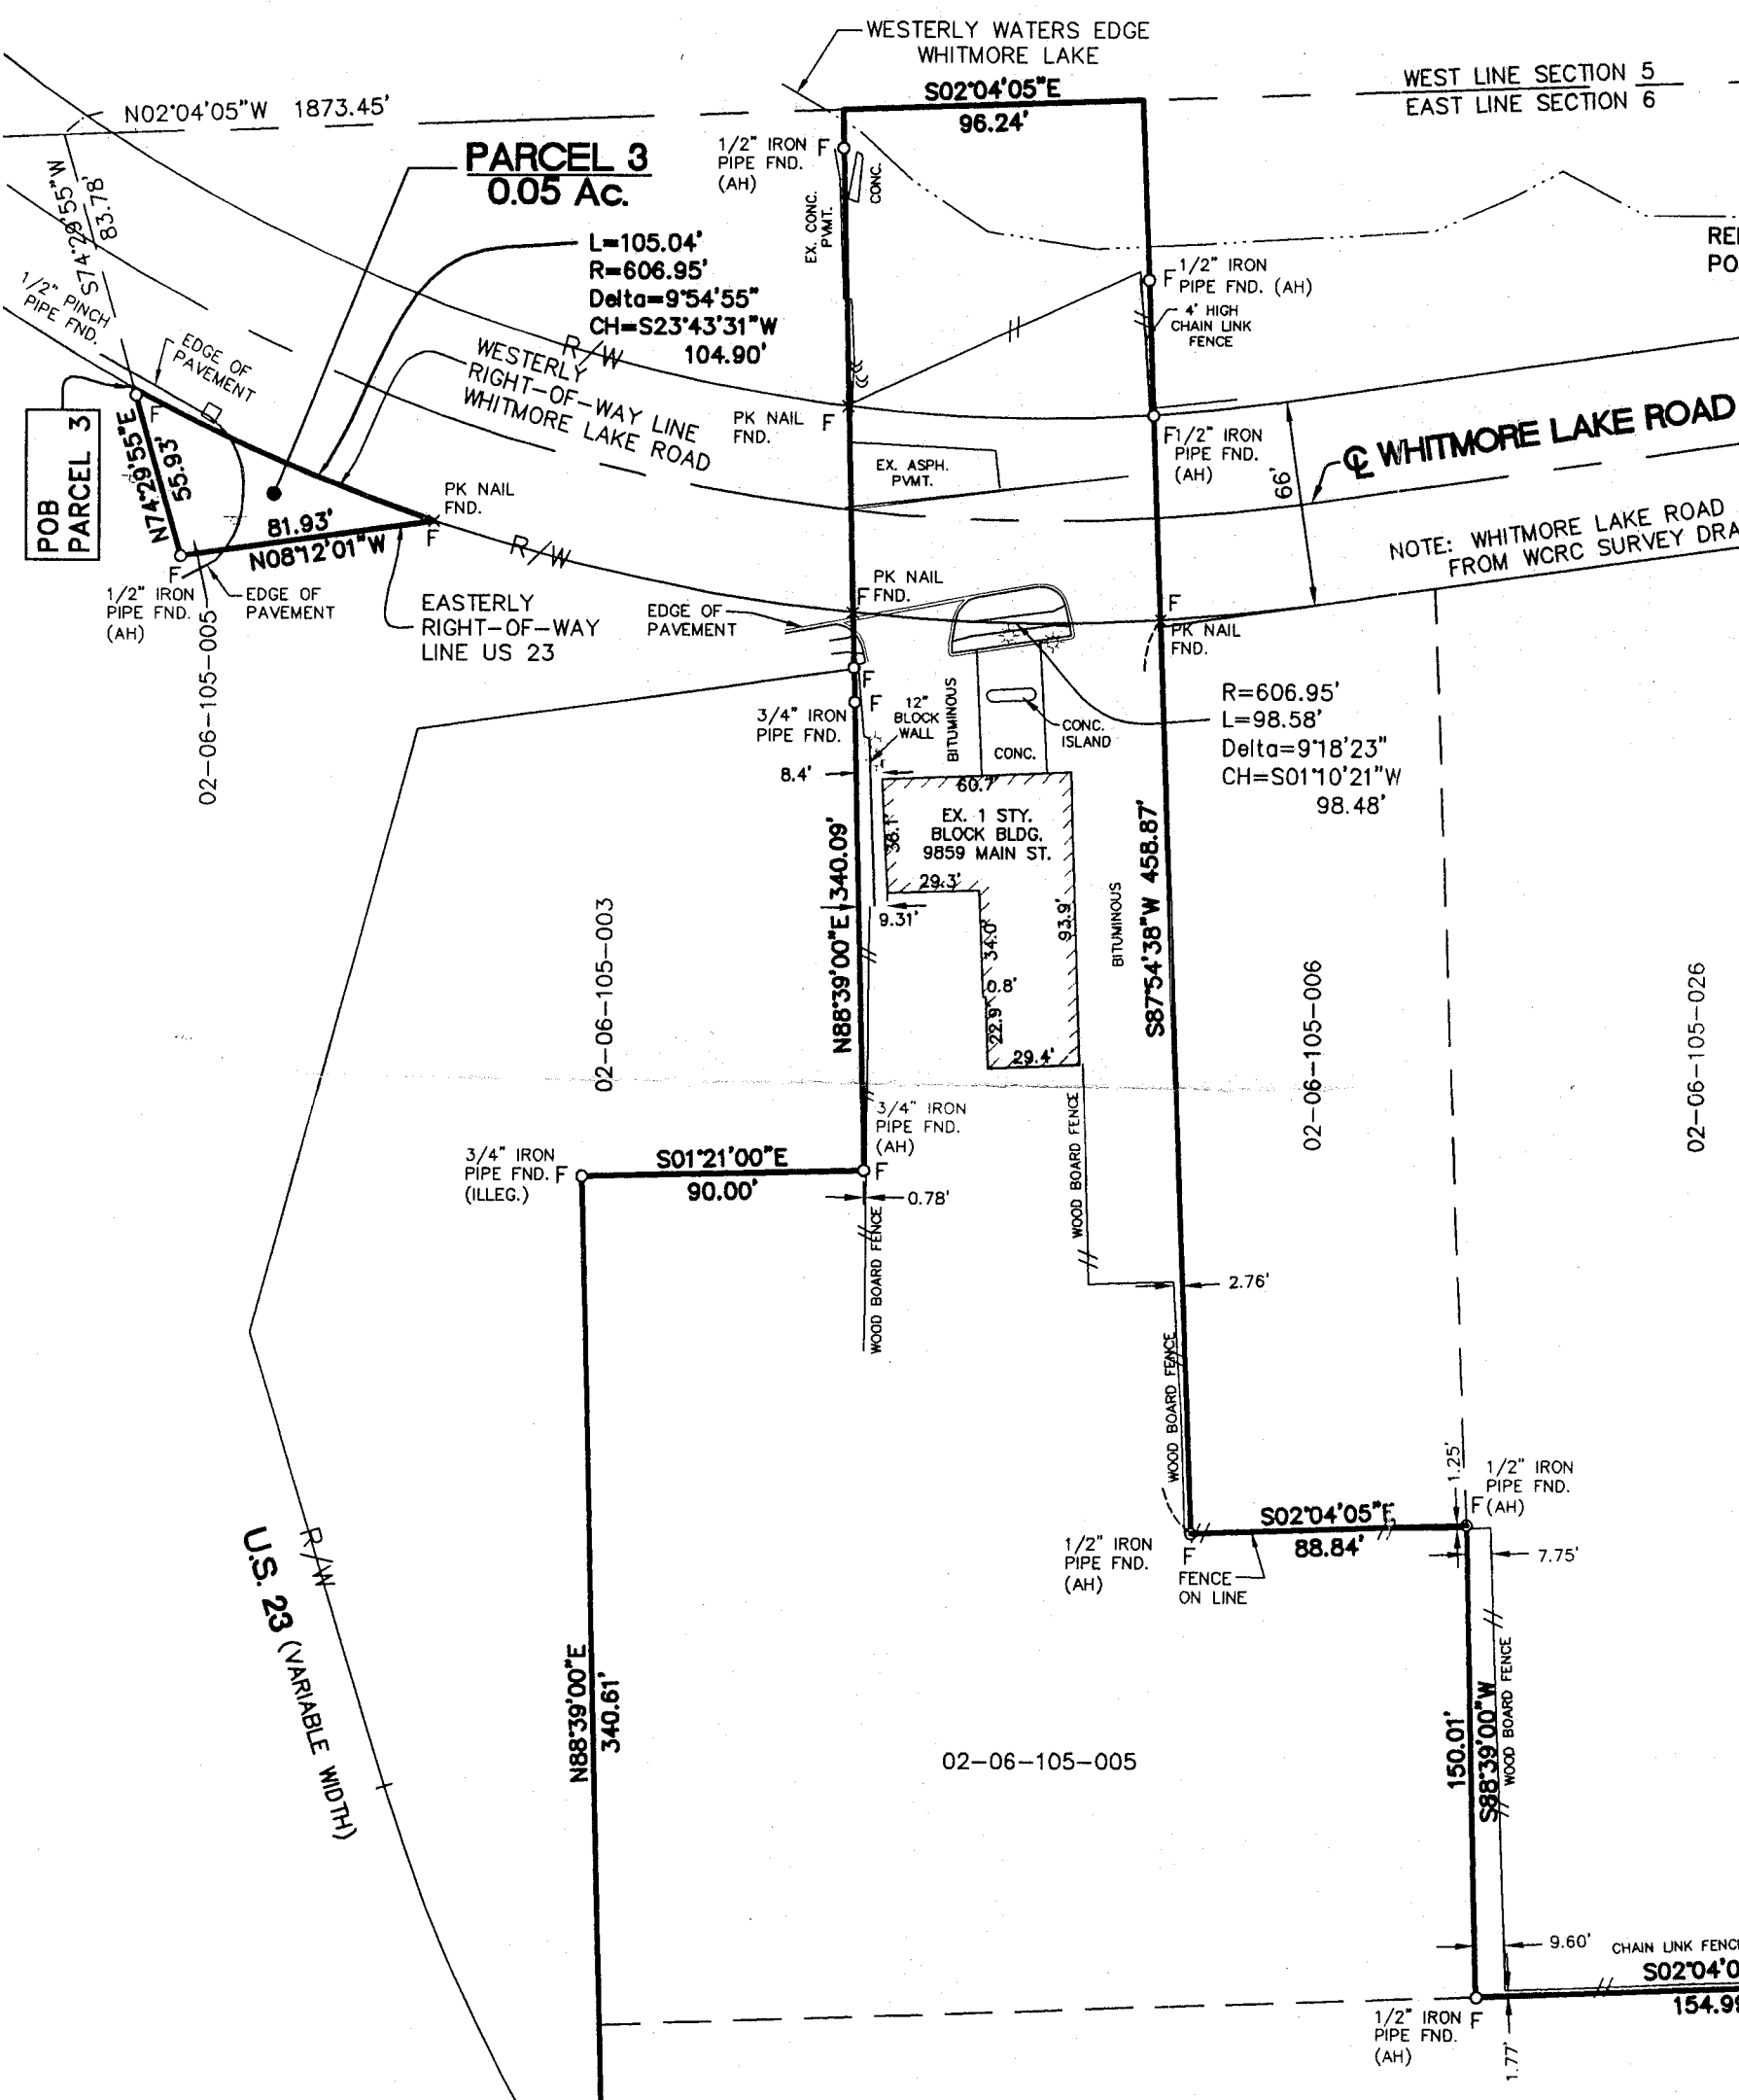 WESTERLY WATERS EDGE
WHITMORE LAKE
WEST LINE SECTION 5
EAST LINE SECTION 6
S02°04'05"E
96.24'
N02°04'05"W 1873.45'
S74°29'55"W
83.78'
PARCEL 3
0.05 Ac.
1/2" IRON
PIPE FND.
(AH)
F
EX. CONC.
PVMT.
CONC.
L=105.04'
R=606.95'
Delta=9°54'55"
CH=S23°43'31"W
104.90'
1/2" PINCH
PIPE FND.
EDGE OF
PAVEMENT
R/W
WESTERLY
RIGHT-OF-WAY LINE
WHITMORE LAKE ROAD
F
1/2" IRON
PIPE FND. (AH)
4' HIGH
CHAIN LINK
FENCE
POB
PARCEL 3
F
N74°29'55"E
55.93'
81.93'
N08°12'01"W
PK NAIL
FND.
F
F
1/2" IRON
PIPE FND.
(AH)
EDGE OF
PAVEMENT
02-06-105-005
EASTERLY
RIGHT-OF-WAY
LINE US 23
R/W
PK NAIL
FND.
F
EX. ASPH.
PVMT.
F
1/2" IRON
PIPE FND.
(AH)
66'
℄ WHITMORE LAKE ROAD
NOTE: WHITMORE LAKE ROAD
FROM WCRC SURVEY
EDGE OF
PAVEMENT
PK NAIL
FND.
F
F
PK NAIL
FND.
F
F
3/4" IRON
PIPE FND.
12"
BLOCK
WALL
BITUMINOUS
CONC.
ISLAND
CONC.
R=606.95'
L=98.58'
Delta=9°18'23"
CH=S01°10'21"W
98.48'
8.4'
60.7'
38.1'
EX. 1 STY.
BLOCK BLDG.
9859 MAIN ST.
29.3'
9.31'
34.0'
0.8'
22.9'
29.4'
93.9'
BITUMINOUS
N88°39'00"E 340.09'
S87°54'38"W 458.87'
02-06-105-003
02-06-105-006
02-06-105-026
3/4" IRON
PIPE FND.
(AH)
F
3/4" IRON
PIPE FND.
(ILLEG.)
F
S01°21'00"E
90.00'
0.78'
WOOD BOARD FENCE
WOOD BOARD FENCE
2.76'
WOOD BOARD FENCE
U.S. 23 (VARIABLE WIDTH)
R/W
S02°04'05"E
88.84'
1.25'
1/2" IRON
PIPE FND.
(AH)
F
7.75'
1/2" IRON
PIPE FND.
(AH)
F
FENCE
ON LINE
N88°39'00"E
340.61'
02-06-105-005
150.01'
S88°39'00"W
WOOD BOARD FENCE
9.60'
CHAIN LINK
154.9
1/2" IRON
PIPE FND.
(AH)
F
1.77'